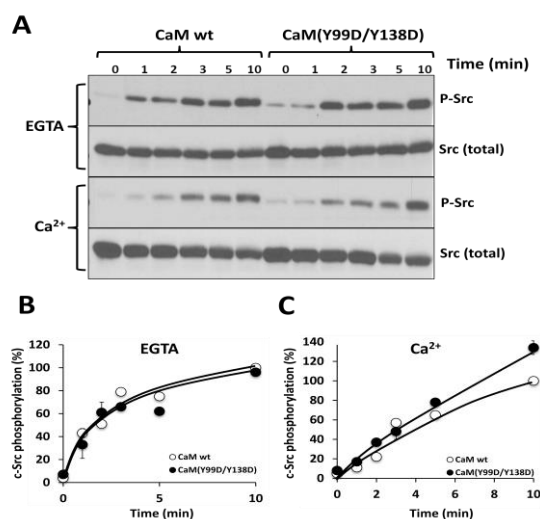 A
CaM wt CaM(Y99D/Y138D)
0 1 2 3 5 10 0 1 2 3 5 10 Time (min)
EGTA
P-Src
Src (total)
Ca²⁺
P-Src
Src (total)
B
EGTA
c-Src phosphorylation (%)
120
100
80
60
40
20
0
CaM wt
CaM(Y99D/Y138D)
0 5 10
Time (min)
C
Ca²⁺
c-Src phosphorylation (%)
140
120
100
80
60
40
20
0
CaM wt
CaM(Y99D/Y138D)
0 2 4 6 8 10
Time (min)